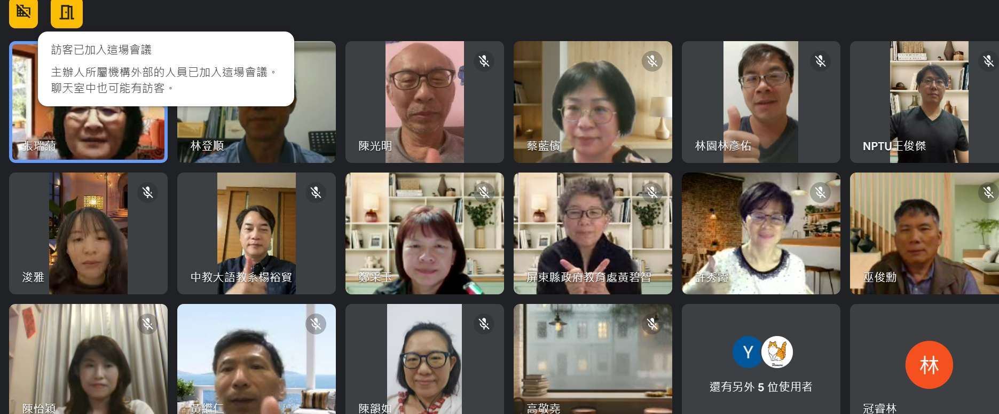 訪客已加入這場會議
主辦人所屬機構外部的人員已加入這場會議。
聊天室中也可能有訪客。
張瑞菊
林登順
陳光明
蔡藍儐
林園林彥佑
NPTU王俊傑
浚雅
中教大語教系楊裕貿
鄭采玉
屏東縣政府教育處黃碧智
許秀霞
巫俊勳
Y
林
還有另外 5 位使用者
陳怡穎
黃繼仁
陳韻如
高敬堯
冠睿林